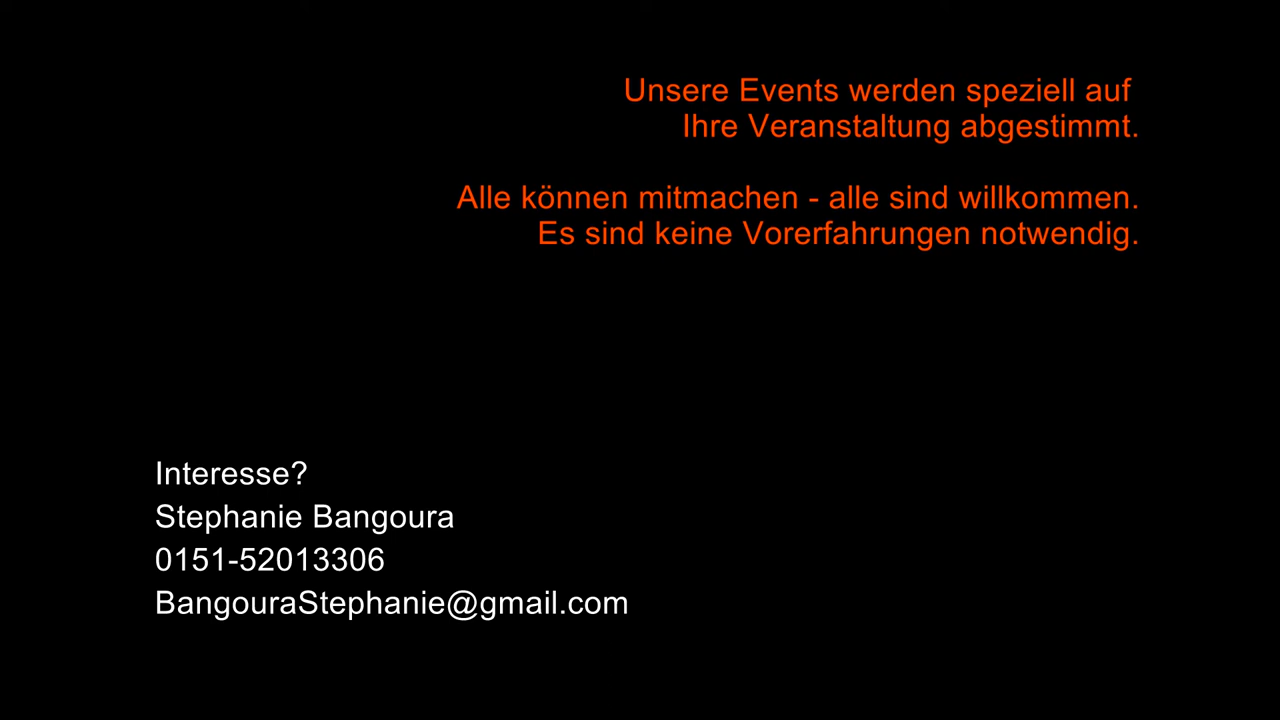 Unsere Events werden speziell auf
Ihre Veranstaltung abgestimmt.
Alle können mitmachen - alle sind willkommen.
Es sind keine Vorerfahrungen notwendig.
Interesse?
Stephanie Bangoura
0151-52013306
BangouraStephanie@gmail.com